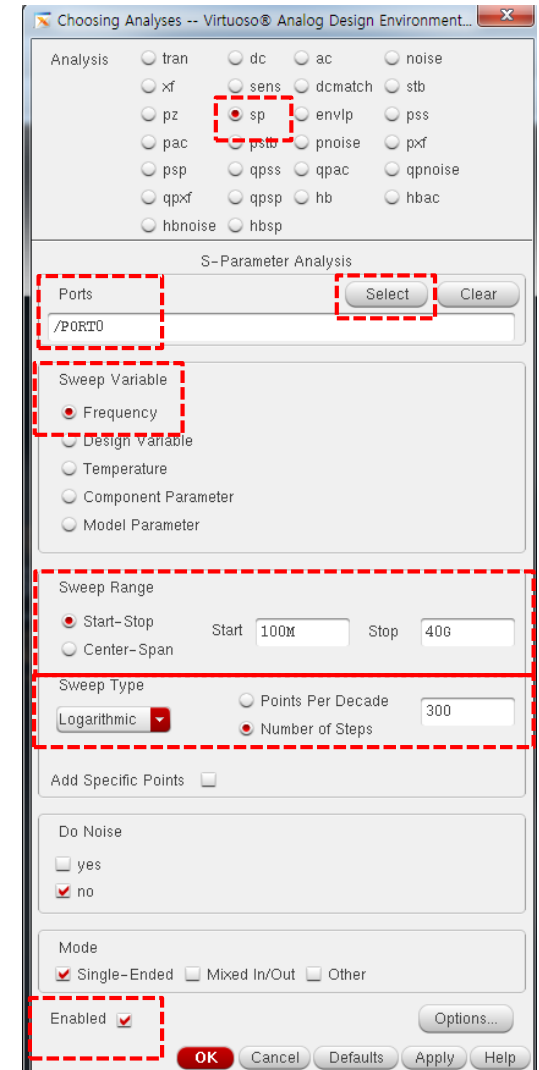 Choosing Analyses -- Virtuoso® Analog Design Environment...
Analysis tran dc ac noise
xf sens dcmatch stb
pz sp envlp pss
pac pstb pnoise pxf
psp qpss qpac qpnoise
qpxf qpsp hb hbac
hbnoise hbsp
S-Parameter Analysis
Ports Select Clear
/PORT0
Sweep Variable
Frequency
Design Variable
Temperature
Component Parameter
Model Parameter
Sweep Range
Start-Stop Start 100M Stop 40G
Center-Span
Sweep Type
Logarithmic Points Per Decade 300
Number of Steps
Add Specific Points
Do Noise
yes
no
Mode
Single-Ended Mixed In/Out Other
Enabled Options...
OK Cancel Defaults Apply Help